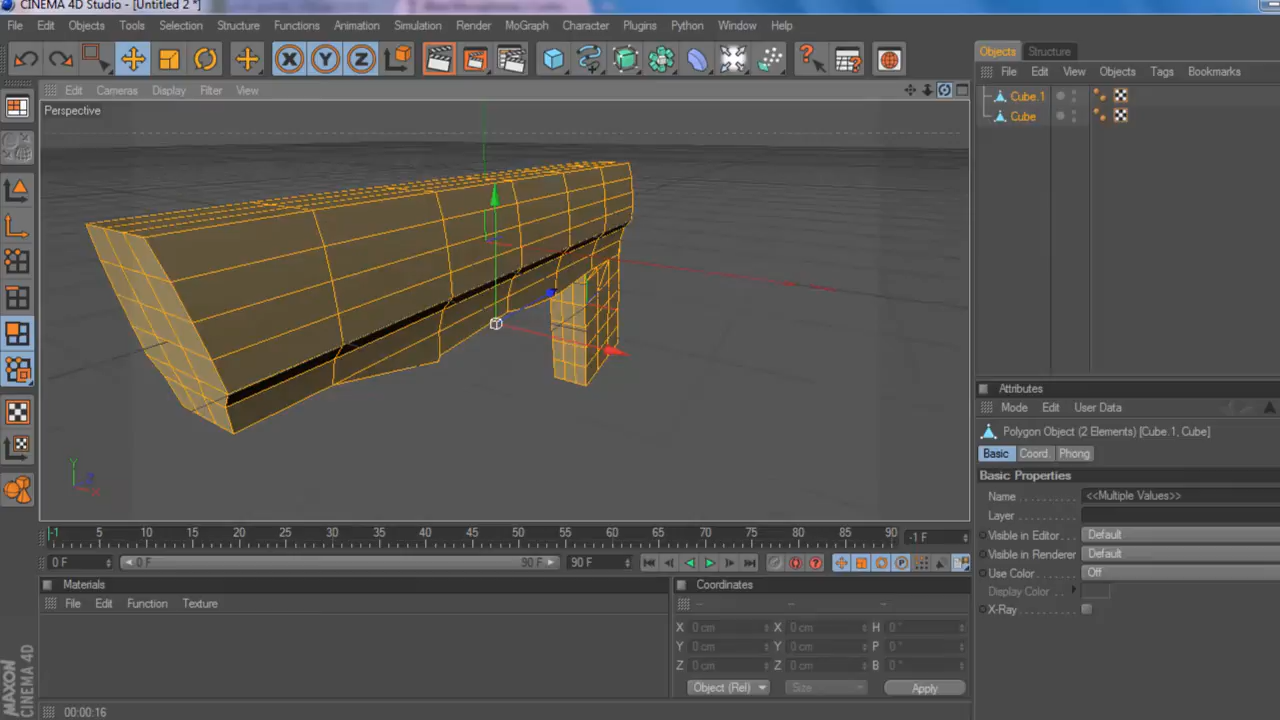 CINEMA 4D Studio - [Untitled 2 *]
File Edit Objects Tools Selection Structure Functions Animation Simulation Render MoGraph Character Plugins Python Window Help
X Y Z
Objects Structure
File Edit View Objects Tags Bookmarks
Edit Cameras Display Filter View
Perspective
Cube.1
Cube
Y
Z
X
Attributes
Mode Edit User Data
Polygon Object (2 Elements) [Cube.1, Cube]
Basic Coord. Phong
Basic Properties
Name <<Multiple Values>>
Layer
Visible in Editor Default
Visible in Renderer Default
Use Color Off
Display Color
X-Ray
-1 5 10 15 20 25 30 35 40 45 50 55 60 65 70 75 80 85 90 -1 F
0 F 0 F 90 F 90 F
Materials
File Edit Function Texture
Coordinates
-- -- --
X 0 cm X 0 cm H 0 °
Y 0 cm Y 0 cm P 0 °
Z 0 cm Z 0 cm B 0 °
Object (Rel) Size Apply
MAXON
CINEMA 4D
00:00:16